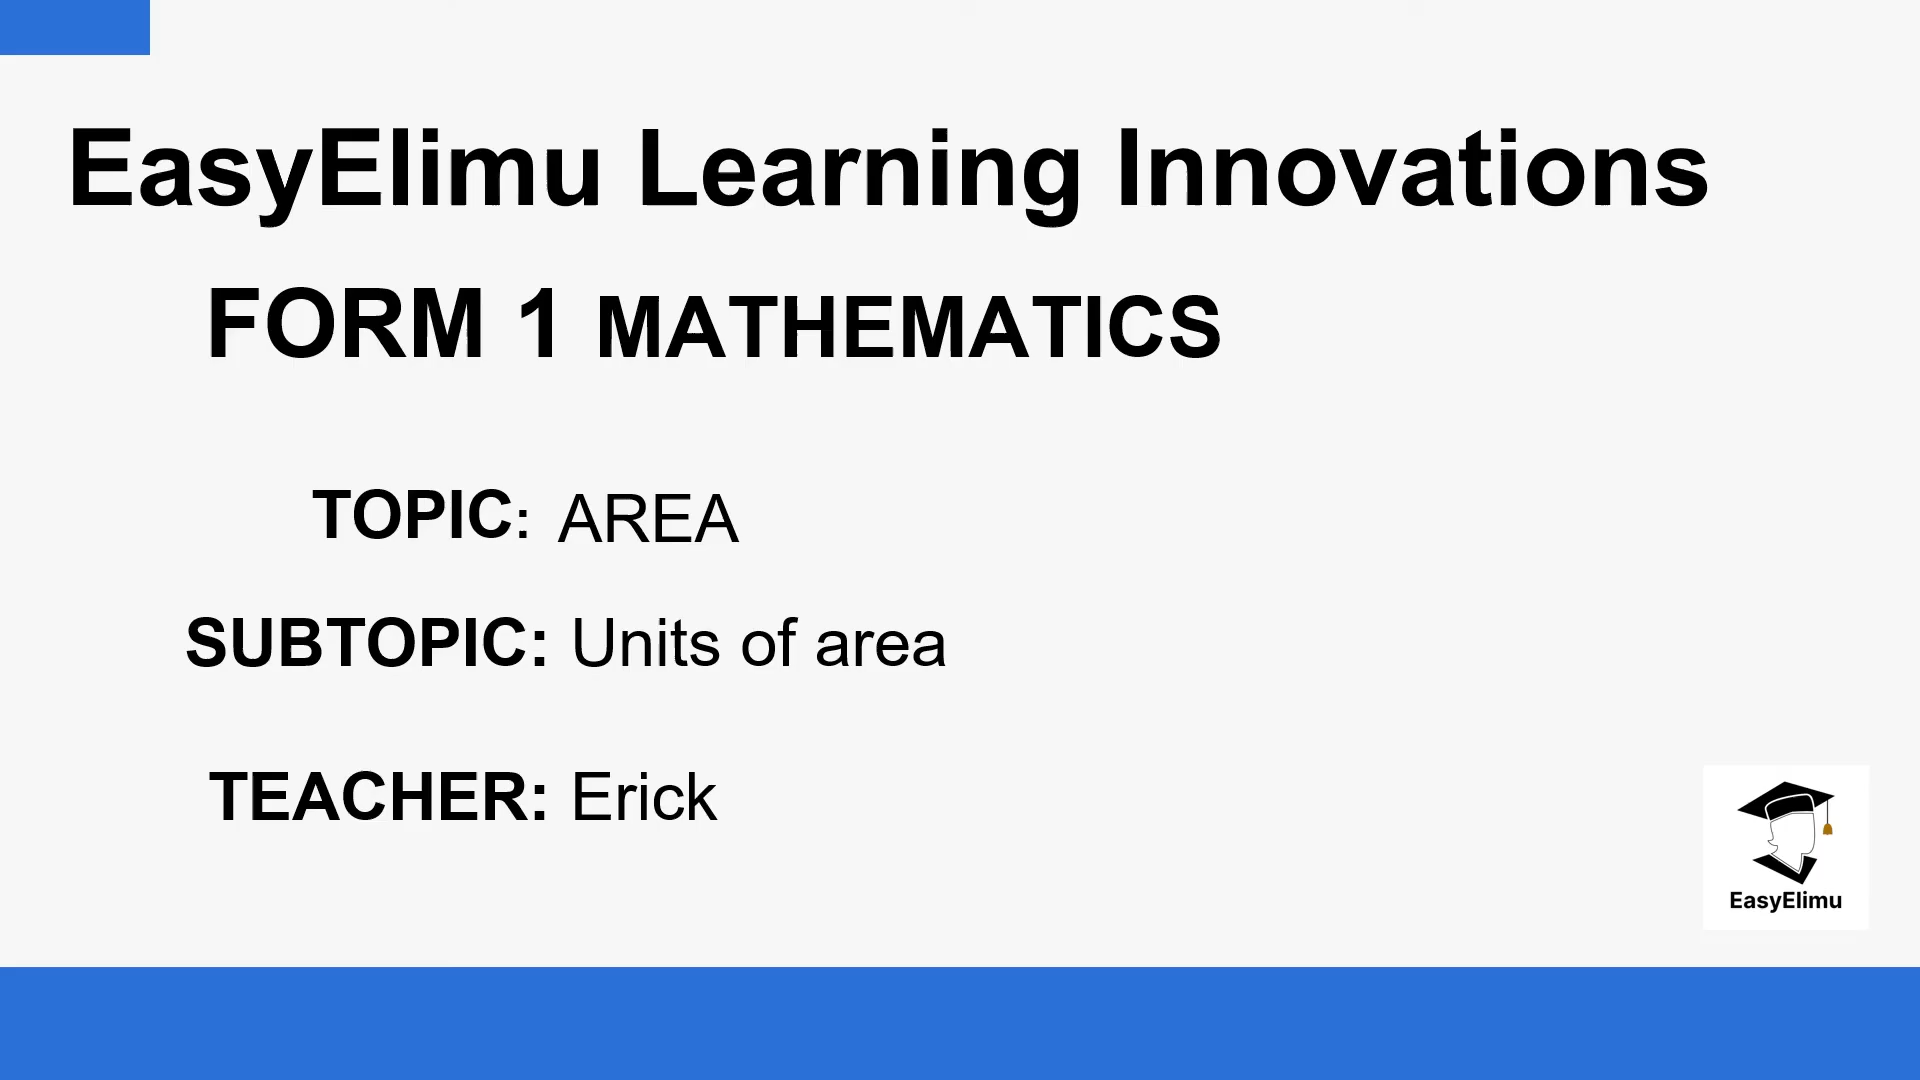 EasyElimu Learning Innovations
FORM 1 MATHEMATICS
TOPIC: AREA
SUBTOPIC: Units of area
TEACHER: Erick
EasyElimu